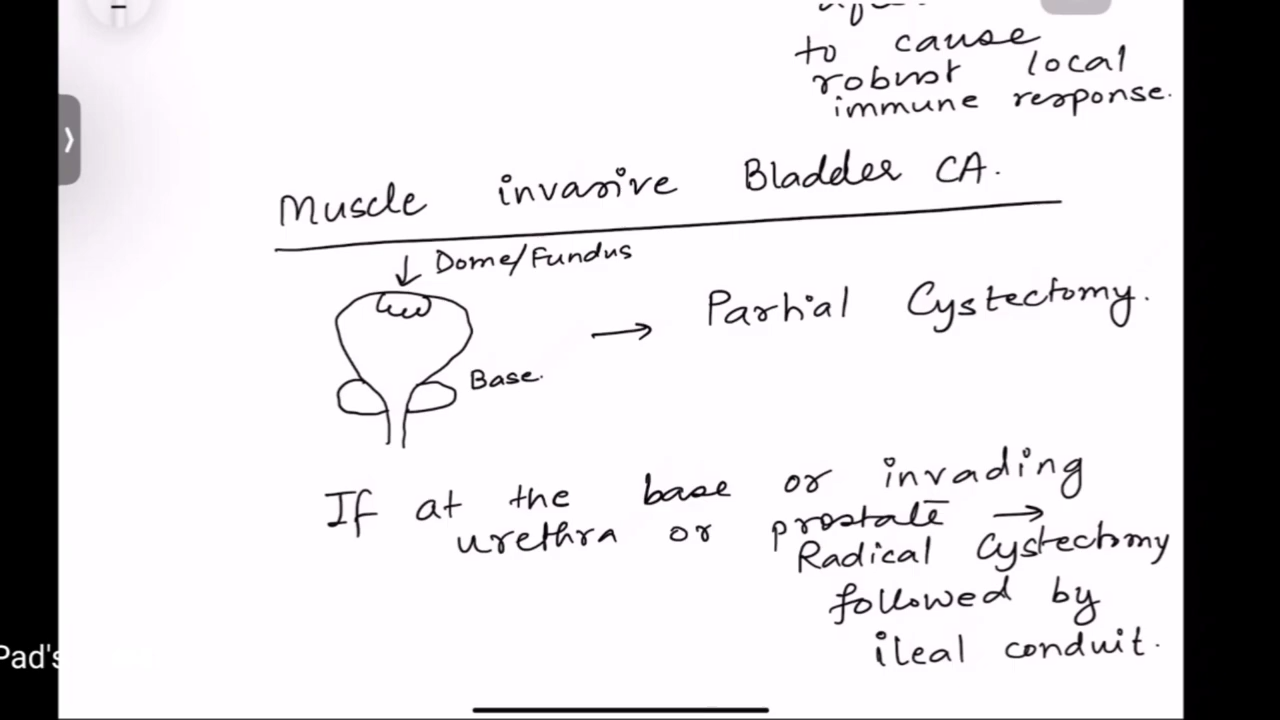 to cause
robust local
immune response.
Muscle invasive Bladder CA.
Dome/Fundus
Partial Cystectomy.
Base.
If at the base or invading
urethra or prostate →
Radical Cystectomy
followed by
ileal conduit.
Pad's